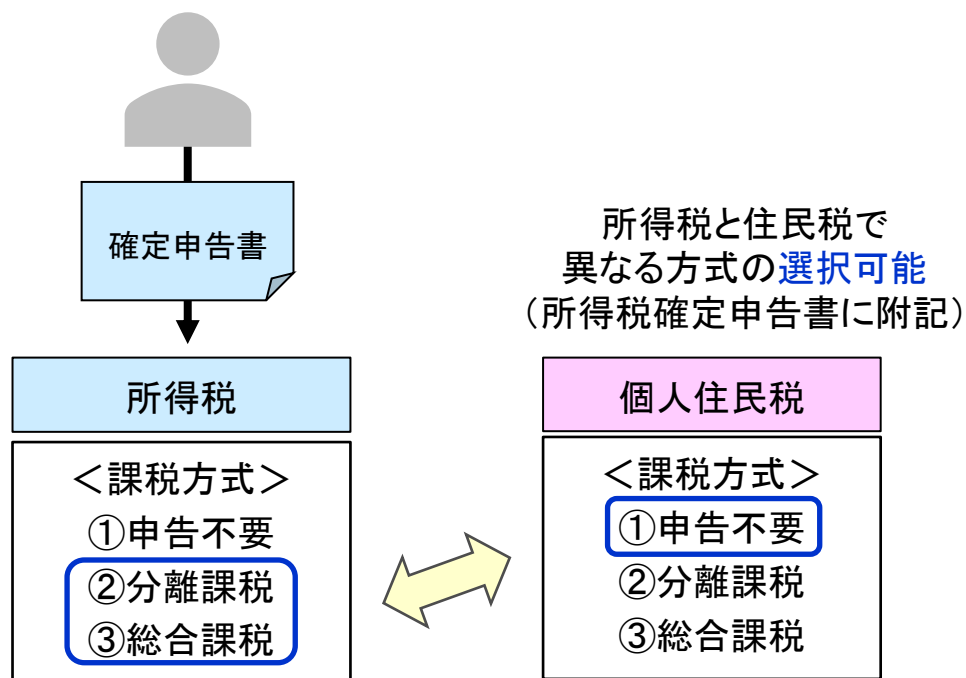 確定申告書
所得税と住民税で
異なる方式の選択可能
（所得税確定申告書に附記）
所得税
＜課税方式＞
①申告不要
②分離課税
③総合課税
個人住民税
＜課税方式＞
①申告不要
②分離課税
③総合課税